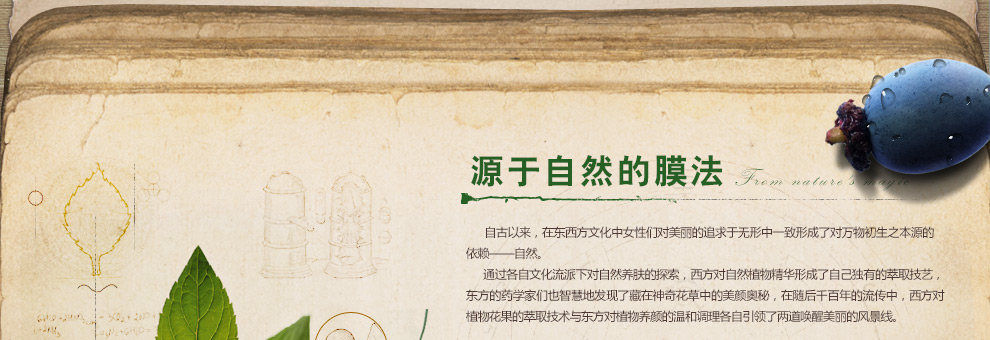 源于自然的膜法 From nature's magic
自古以来，在东西方文化中女性们对美丽的追求于无形中一致形成了对万物初生之本源的
依赖——自然。
通过各自文化流派下对自然养肤的探索，西方对自然植物精华形成了自己独有的萃取技艺，
东方的药学家们也智慧地发现了藏在神奇花草中的美颜奥秘，在随后千百年的流传中，西方对
植物花果的萃取技术与东方对植物养颜的温和调理各自引领了两道唤醒美丽的风景线。